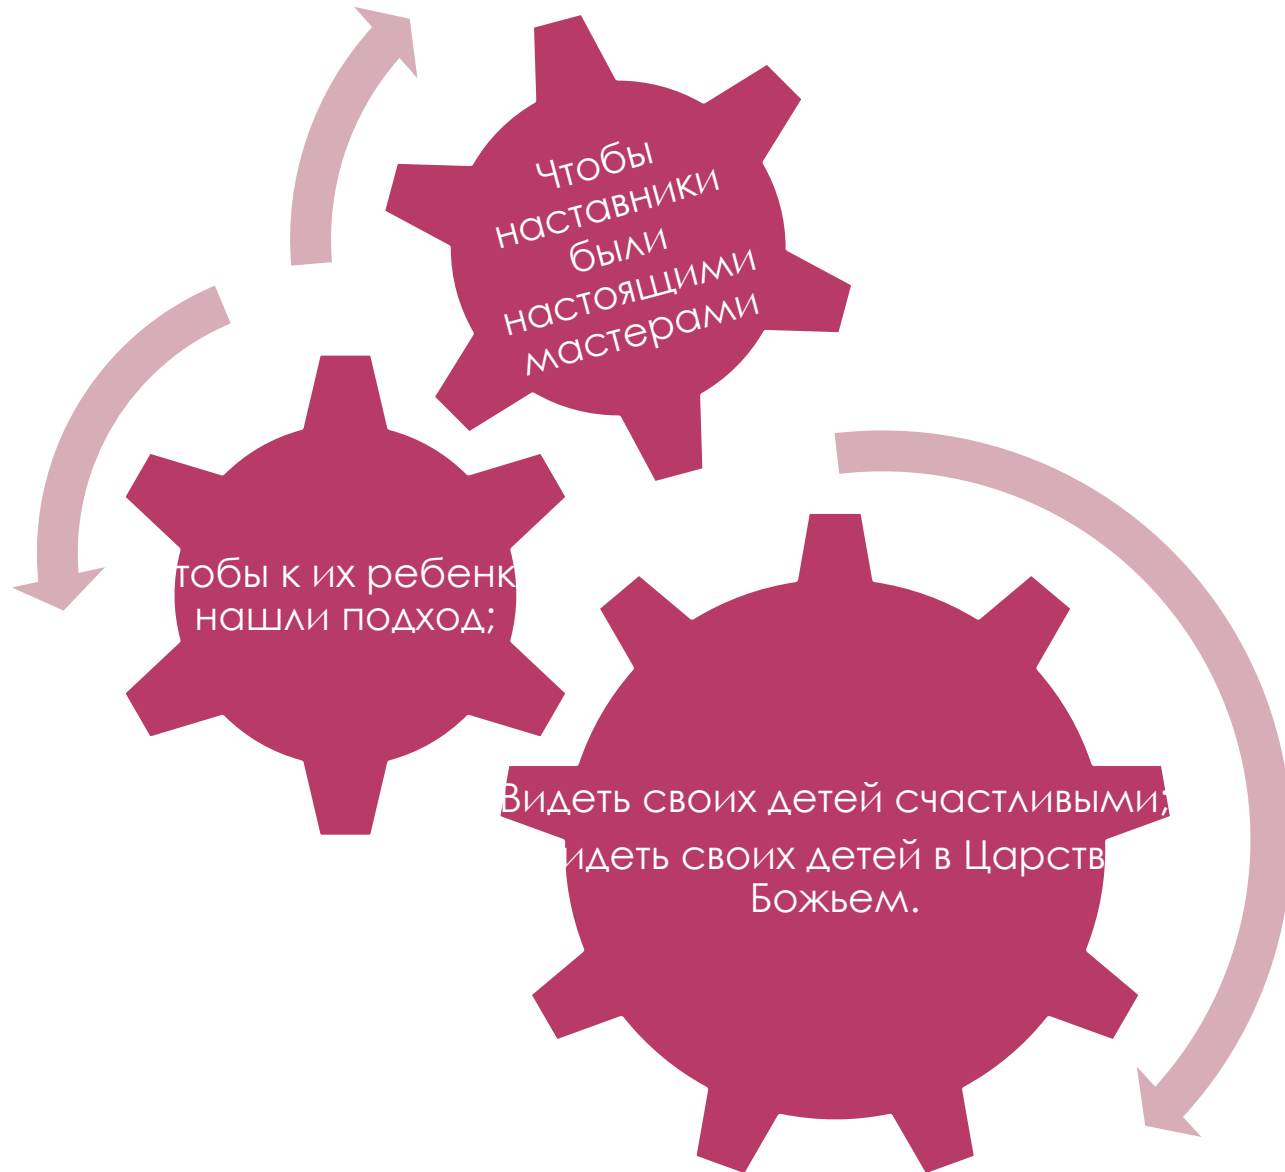 Чтобы
наставники
были
настоящими
мастерами
тобы к их ребенк
нашли подход;
Видеть своих детей счастливыми;
идеть своих детей в Царств
Божьем.